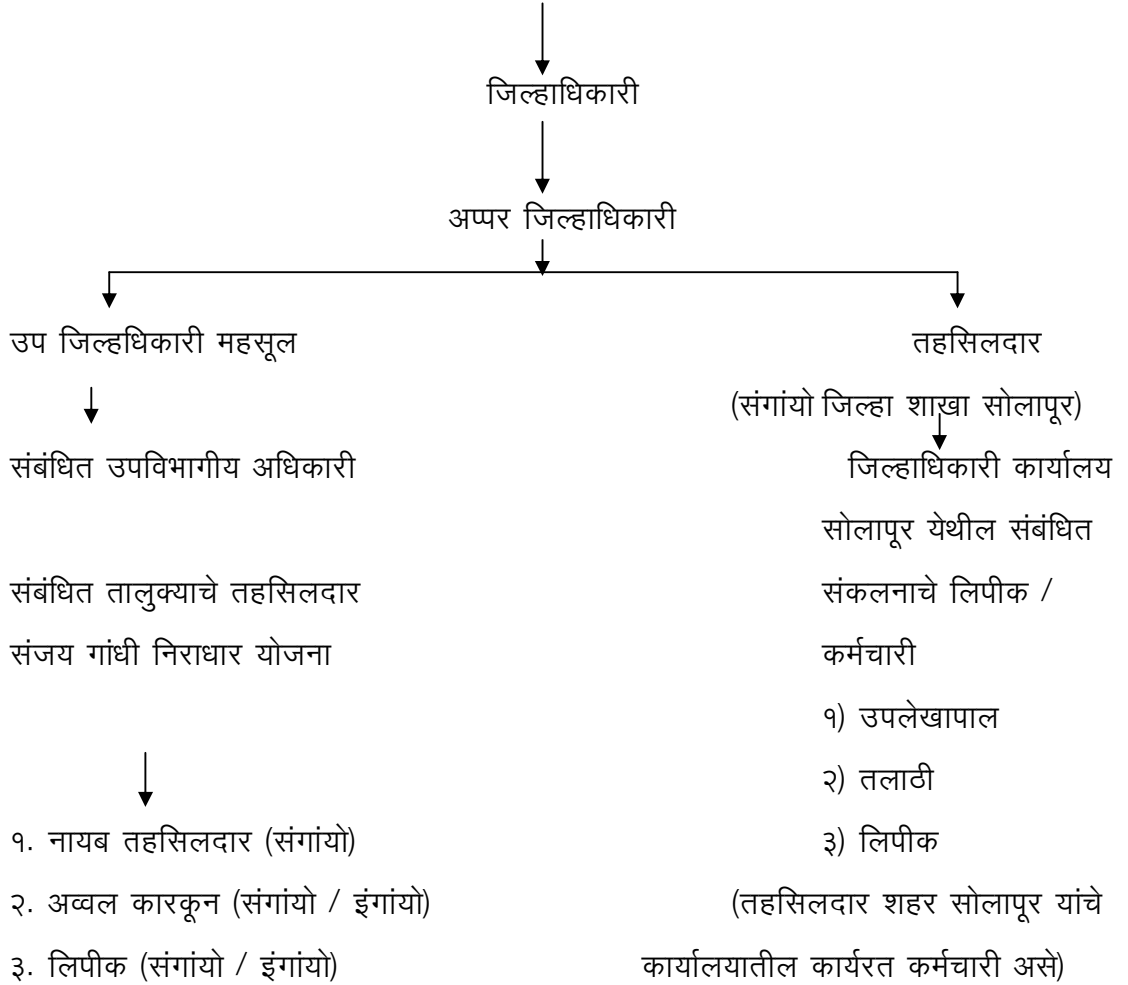 जिल्हाधिकारी
अप्पर जिल्हाधिकारी
उप जिल्हधिकारी महसूल
संबंधित उपविभागीय अधिकारी
संबंधित तालुक्याचे तहसिलदार
संजय गांधी निराधार योजना
१. नायब तहसिलदार (संगांयो)
२. अव्वल कारकून (संगांयो / इंगांयो)
३. लिपीक (संगांयो / इंगांयो)
तहसिलदार
(संगांयो जिल्हा शाखा सोलापूर)
जिल्हाधिकारी कार्यालय
सोलापूर येथील संबंधित
संकलनाचे लिपीक /
कर्मचारी
१) उपलेखापाल
२) तलाठी
३) लिपीक
(तहसिलदार शहर सोलापूर यांचे
कार्यालयातील कार्यरत कर्मचारी असे)